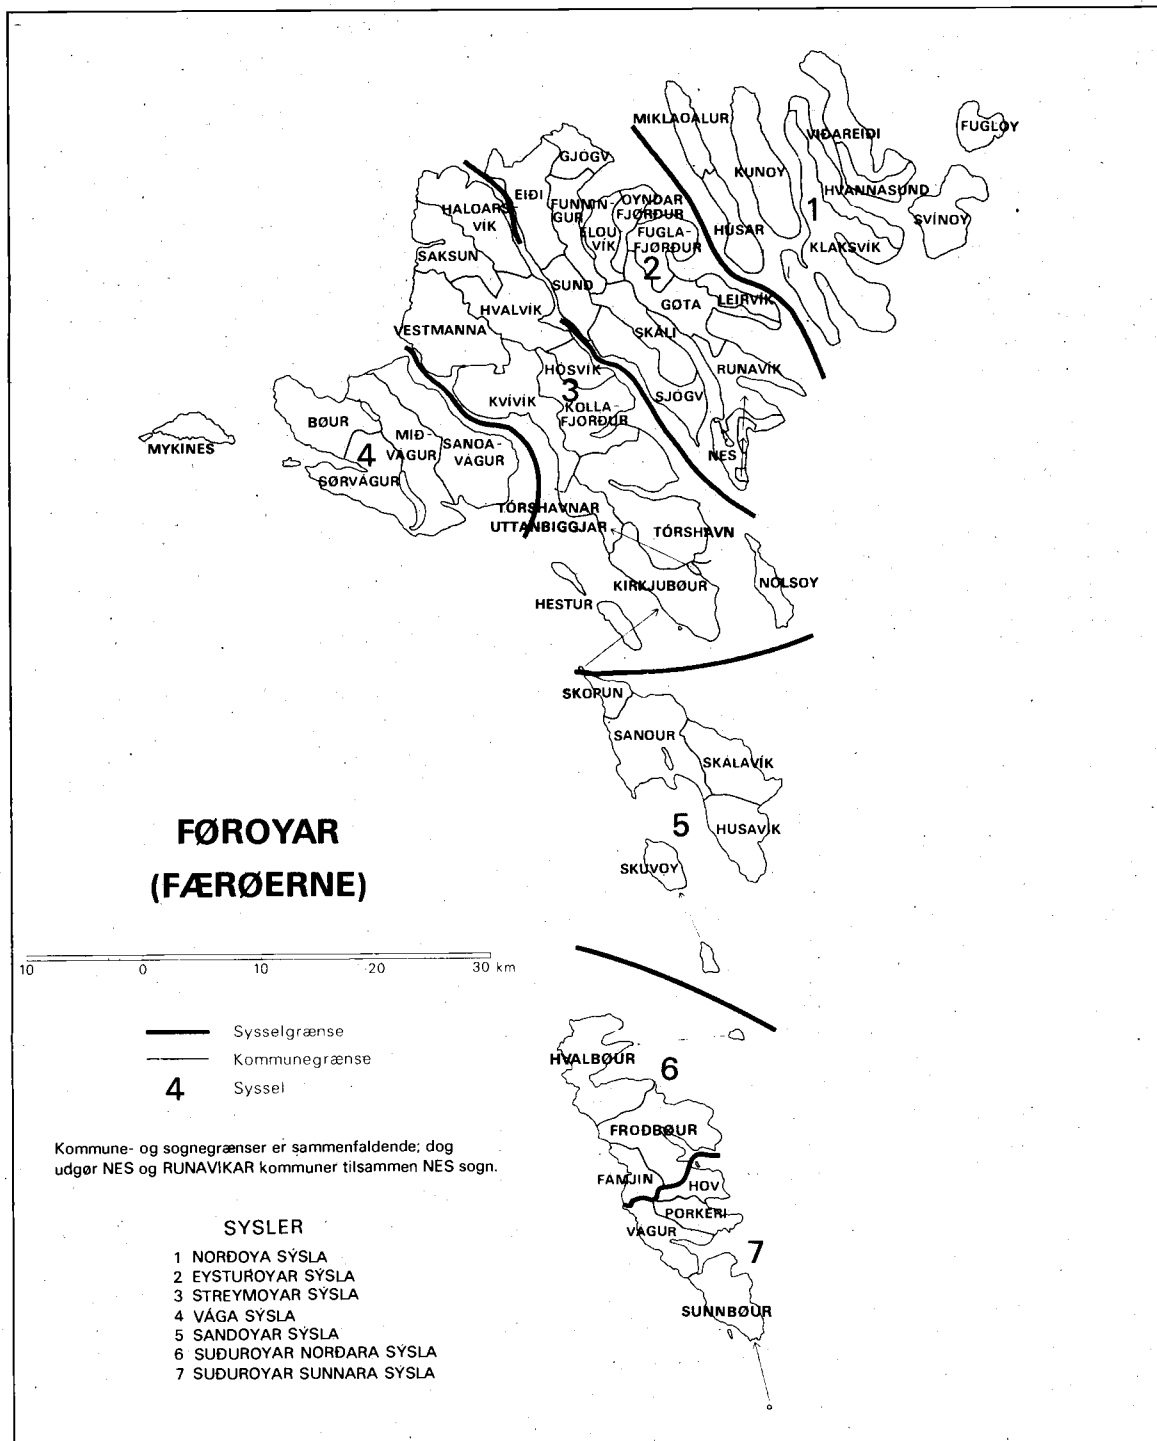 MIKLADALUR
VIÐAREIÐI
FUGLOY
GJÓGV
KUNOY
EIÐI
FUNNIN-
GUR
OYNDAR
FJØRÐUR
HVANNASUND
HALDARS-
VÍK
ELDU
VÍK
FUGLA-
FJØRÐUR
HUSAR
1
SVÍNOY
KLAKSVÍK
SAKSUN
2
SUND
GØTA
LEIRVÍK
HVALVÍK
VESTMANNA
SKÁLI
HÓSVÍK
RUNAVÍK
3
KVÍVÍK
SJÓGV
KOLLA-
FJØRÐUR
BØUR
MIÐ-
VÁGUR
SANDA-
VÁGUR
MYKINES
4
NES
SØRVÁGUR
TÓRSHAVNAR
UTTANBIGGJAR
TÓRSHAVN
KIRKJUBØUR
NÓLSOY
HESTUR
SKOPUN
SANDUR
SKÁLAVÍK
5
HUSAVÍK
SKÚVOY
FØROYAR
(FÆRØERNE)
10 0 10 20 30 km
Sysselgrænse
Kommunegrænse
4 Syssel
HVALBØUR
6
FROÐBØUR
FAMJIN
HOV
PORKERI
VAGUR
7
SUNNBØUR
Kommune- og sognegrænser er sammenfaldende; dog
udgør NES og RUNAVIKAR kommuner tilsammen NES sogn.
SYSLER
1 NORÐOYA SÝSLA
2 EYSTUROYAR SÝSLA
3 STREYMOYAR SÝSLA
4 VÁGA SÝSLA
5 SANDOYAR SÝSLA
6 SUÐUROYAR NORÐARA SÝSLA
7 SUÐUROYAR SUNNARA SÝSLA